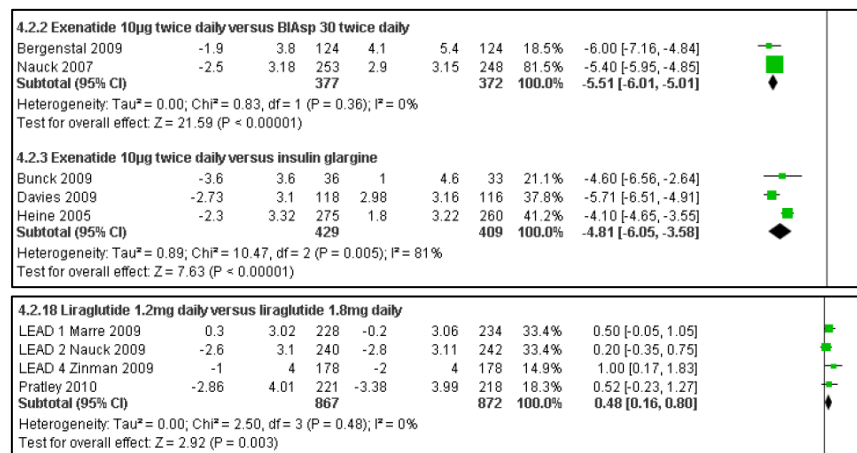 4.2.2 Exenatide 10µg twice daily versus BIAsp 30 twice daily
Bergenstal 2009 -1.9 3.8 124 4.1 5.4 124 18.5% -6.00 [-7.16, -4.84]
Nauck 2007 -2.5 3.18 253 2.9 3.15 248 81.5% -5.40 [-5.95, -4.85]
Subtotal (95% CI) 377 372 100.0% -5.51 [-6.01, -5.01]
Heterogeneity: Tau² = 0.00; Chi² = 0.83, df = 1 (P = 0.36); I² = 0%
Test for overall effect: Z = 21.59 (P < 0.00001)
4.2.3 Exenatide 10µg twice daily versus insulin glargine
Bunck 2009 -3.6 3.6 36 1 4.6 33 21.1% -4.60 [-6.56, -2.64]
Davies 2009 -2.73 3.1 118 2.98 3.16 116 37.8% -5.71 [-6.51, -4.91]
Heine 2005 -2.3 3.32 275 1.8 3.22 260 41.2% -4.10 [-4.65, -3.55]
Subtotal (95% CI) 429 409 100.0% -4.81 [-6.05, -3.58]
Heterogeneity: Tau² = 0.89; Chi² = 10.47, df = 2 (P = 0.005); I² = 81%
Test for overall effect: Z = 7.63 (P < 0.00001)
4.2.18 Liraglutide 1.2mg daily versus liraglutide 1.8mg daily
LEAD 1 Marre 2009 0.3 3.02 228 -0.2 3.06 234 33.4% 0.50 [-0.05, 1.05]
LEAD 2 Nauck 2009 -2.6 3.1 240 -2.8 3.11 242 33.4% 0.20 [-0.35, 0.75]
LEAD 4 Zinman 2009 -1 4 178 -2 4 178 14.9% 1.00 [0.17, 1.83]
Pratley 2010 -2.86 4.01 221 -3.38 3.99 218 18.3% 0.52 [-0.23, 1.27]
Subtotal (95% CI) 867 872 100.0% 0.48 [0.16, 0.80]
Heterogeneity: Tau² = 0.00; Chi² = 2.50, df = 3 (P = 0.48); I² = 0%
Test for overall effect: Z = 2.92 (P = 0.003)